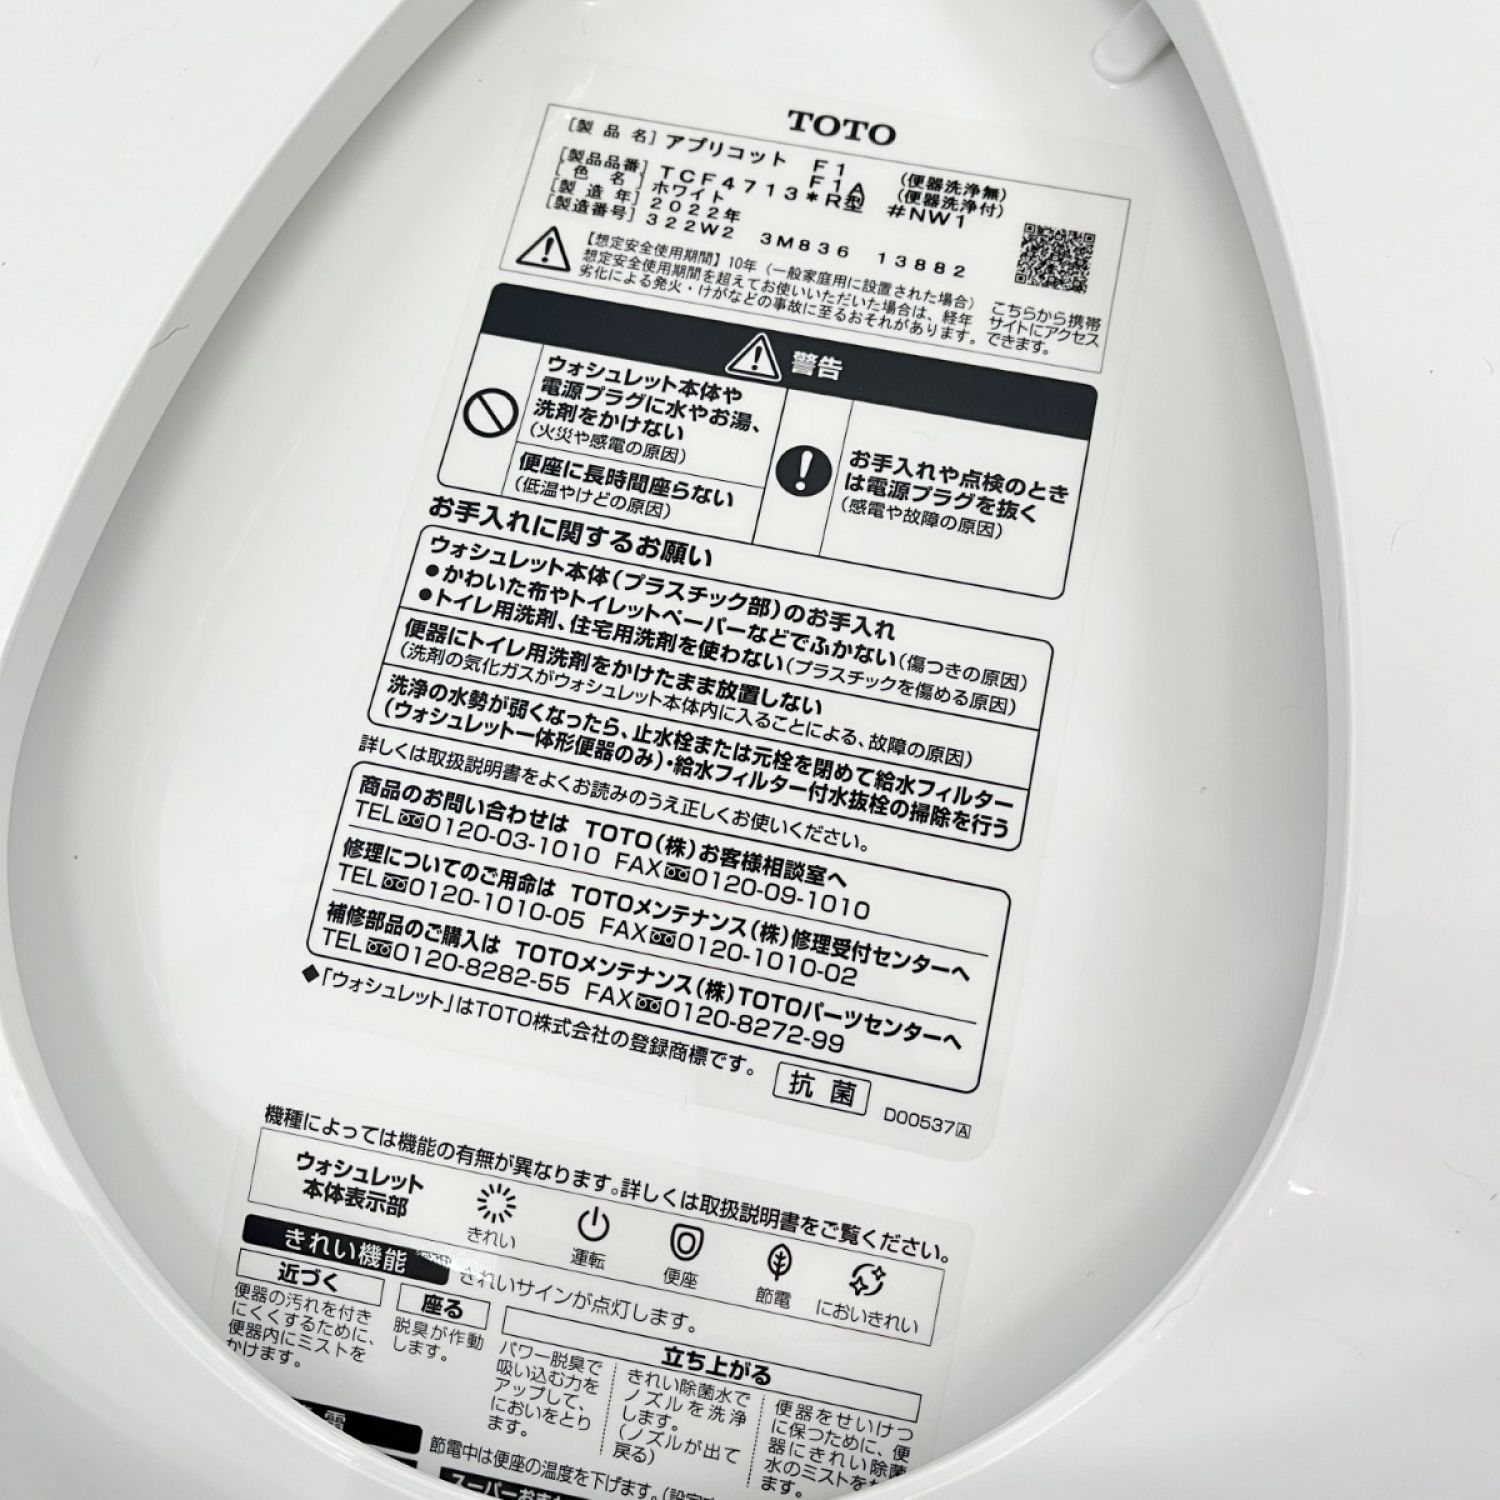 TOTO
[製品名] アプリコット F1 (便器洗浄無)
F1A (便器洗浄付)
[製品品番] TCF4713*R型 #NW1
[色名] ホワイト
[製造年] 2022年
[製造番号] 322W2 3M836 13882
【想定安全使用期間】10年(一般家庭用に設置された場合)
想定安全使用期間を超えてお使いいただいた場合は、経年
劣化による発火・けがなどの事故に至るおそれがあります。
こちらから携帯
サイトにアクセス
できます。
警告
ウォシュレット本体や
電源プラグに水やお湯、
洗剤をかけない
(火災や感電の原因)
便座に長時間座らない
(低温やけどの原因)
お手入れや点検のとき
は電源プラグを抜く
(感電や故障の原因)
お手入れに関するお願い
ウォシュレット本体(プラスチック部)のお手入れ
●かわいた布やトイレットペーパーなどでふかない(傷つきの原因)
●トイレ用洗剤、住宅用洗剤を使わない(プラスチックを傷める原因)
便器にトイレ用洗剤をかけたまま放置しない
(洗剤の気化ガスがウォシュレット本体内に入ることによる、故障の原因)
洗浄の水勢が弱くなったら、止水栓または元栓を閉めて給水フィルター
(ウォシュレット一体形便器のみ)・給水フィルター付水抜栓の掃除を行う
詳しくは取扱説明書をよくお読みのうえ正しくお使いください。
商品のお問い合わせは TOTO(株)お客様相談室へ
TEL 0120-03-1010 FAX 0120-09-1010
修理についてのご用命は TOTOメンテナンス(株)修理受付センターへ
TEL 0120-1010-05 FAX 0120-1010-02
補修部品のご購入は TOTOメンテナンス(株)TOTOパーツセンターへ
TEL 0120-8282-55 FAX 0120-8272-99
◆「ウォシュレット」はTOTO株式会社の登録商標です。
抗菌
D00537A
機種によっては機能の有無が異なります。詳しくは取扱説明書をご覧ください。
ウォシュレット
本体表示部
きれい
運転
便座
節電
においきれい
きれい機能
きれいサインが点灯します。
近づく
便器の汚れを付き
にくくするために、
便器内にミストを
かけます。
座る
脱臭が作動
します。
立ち上がる
パワー脱臭で
吸い込む力を
アップして、
においをとり
ます。
きれい除菌水で
ノズルを洗浄
します。
(ノズルが出て
戻る)
便器をせいけつ
に保つために、便
器にきれい除菌
水のミストを
ます。
電
節電中は便座の温度を下げます。
スーパーおま